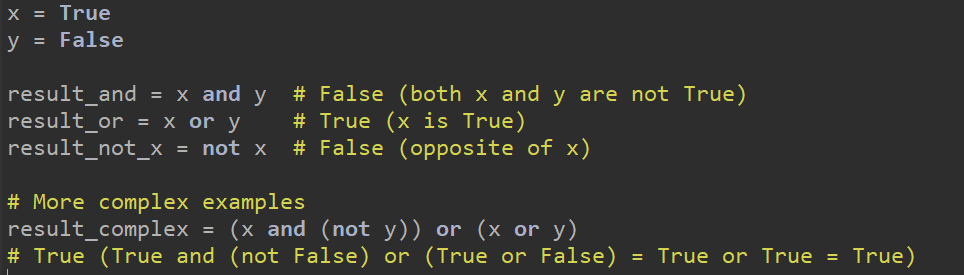 x = True
y = False

result_and = x and y  # False (both x and y are not True)
result_or = x or y    # True (x is True)
result_not_x = not x  # False (opposite of x)

# More complex examples
result_complex = (x and (not y)) or (x or y)
# True (True and (not False) or (True or False) = True or True = True)